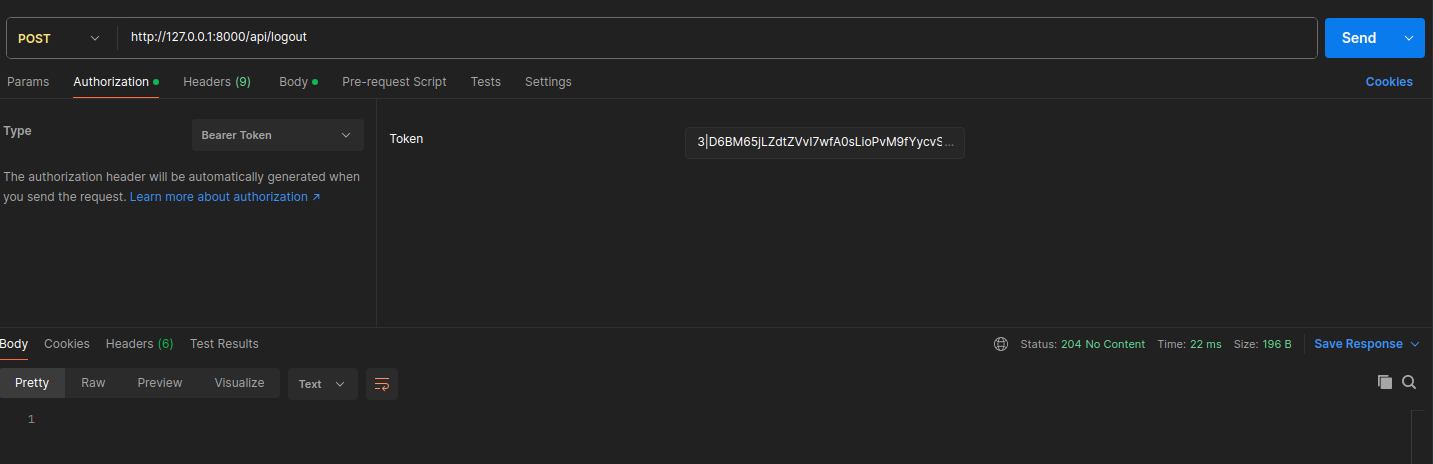 POST http://127.0.0.1:8000/api/logout Send
Params Authorization Headers (9) Body Pre-request Script Tests Settings Cookies
Type Bearer Token Token 3|D6BM65jLZdtZVvI7wfA0sLioPvM9fYycvS...
The authorization header will be automatically generated when
you send the request. Learn more about authorization ↗
Body Cookies Headers (6) Test Results Status: 204 No Content Time: 22 ms Size: 196 B Save Response
Pretty Raw Preview Visualize Text
1